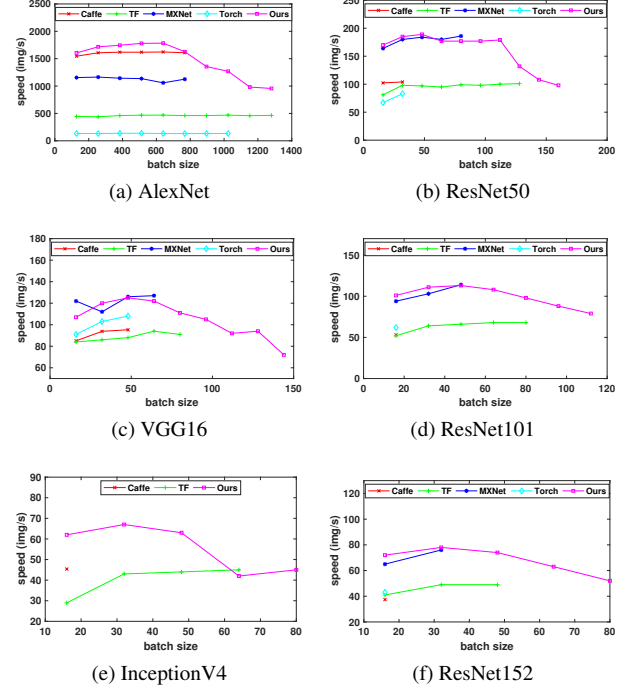 Caffe TF MXNet Torch Ours
speed (img/s)
2500
2000
1500
1000
500
0
0 200 400 600 800 1000 1200 1400
batch size
(a) AlexNet
Caffe TF MXNet Torch Ours
speed (img/s)
250
200
150
100
50
0
0 50 100 150 200
batch size
(b) ResNet50
Caffe TF MXNet Torch Ours
speed (img/s)
180
160
140
120
100
80
60
0 50 100 150
batch size
(c) VGG16
Caffe TF MXNet Torch Ours
speed (img/s)
150
100
50
0
0 20 40 60 80 100 120
batch size
(d) ResNet101
Caffe TF Ours
speed (img/s)
90
80
70
60
50
40
30
20
10 20 30 40 50 60 70 80
batch size
(e) InceptionV4
Caffe TF MXNet Torch Ours
speed (img/s)
120
100
80
60
40
20
10 20 30 40 50 60 70 80
batch size
(f) ResNet152